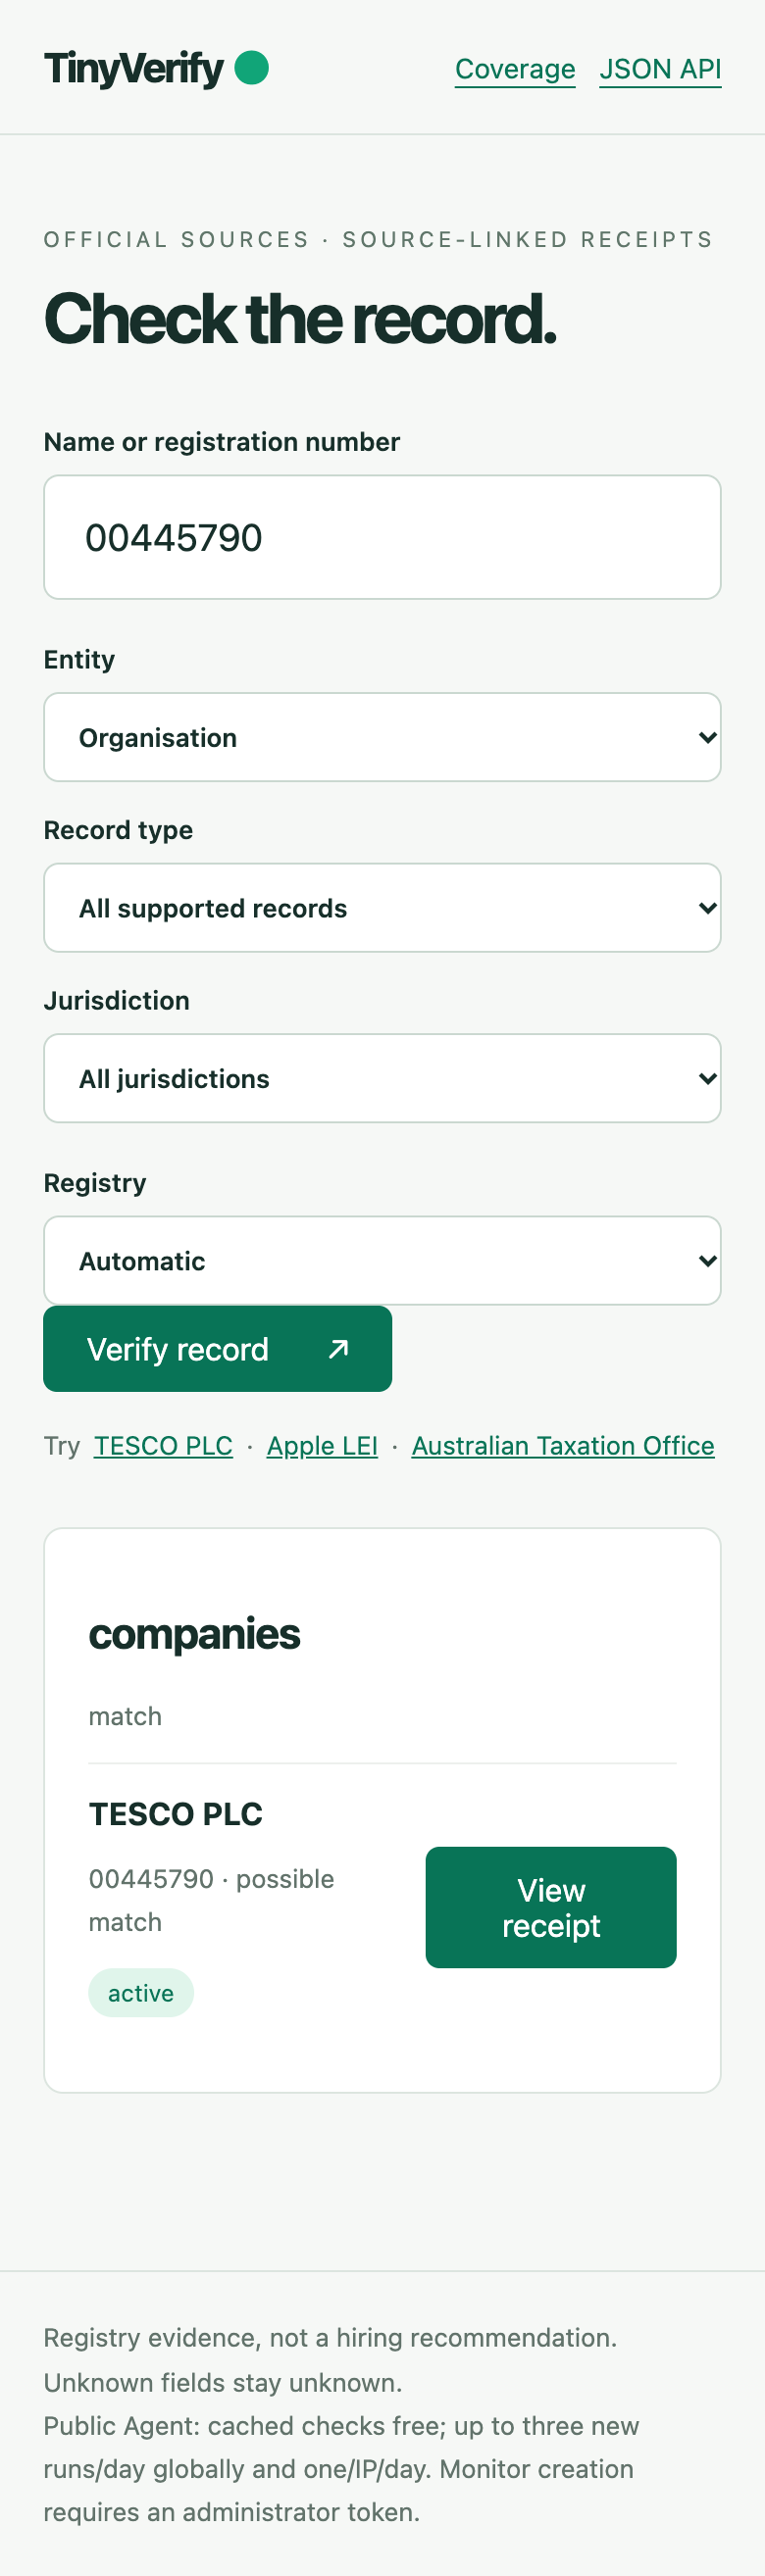 TinyVerify
Coverage JSON API
OFFICIAL SOURCES · SOURCE-LINKED RECEIPTS
Check the record.
Name or registration number
00445790
Entity
Organisation
Record type
All supported records
Jurisdiction
All jurisdictions
Registry
Automatic
Verify record ↗
Try TESCO PLC · Apple LEI · Australian Taxation Office
companies
match
TESCO PLC
00445790 · possible
match
active
View
receipt
Registry evidence, not a hiring recommendation.
Unknown fields stay unknown.
Public Agent: cached checks free; up to three new
runs/day globally and one/IP/day. Monitor creation
requires an administrator token.